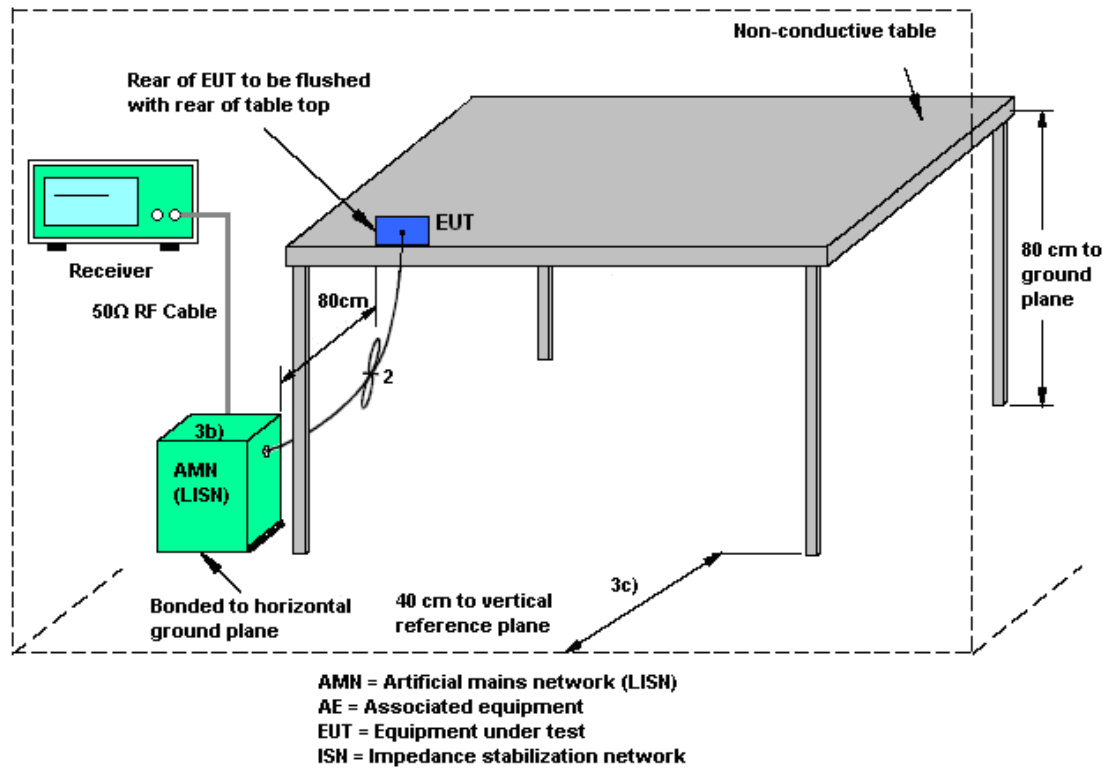 Non-conductive table
Rear of EUT to be flushed
with rear of table top
EUT
Receiver
80 cm to
ground
plane
80cm
50Ω RF Cable
2
3b)
AMN
(LISN)
3c)
Bonded to horizontal
ground plane
40 cm to vertical
reference plane
AMN = Artificial mains network (LISN)
AE = Associated equipment
EUT = Equipment under test
ISN = Impedance stabilization network